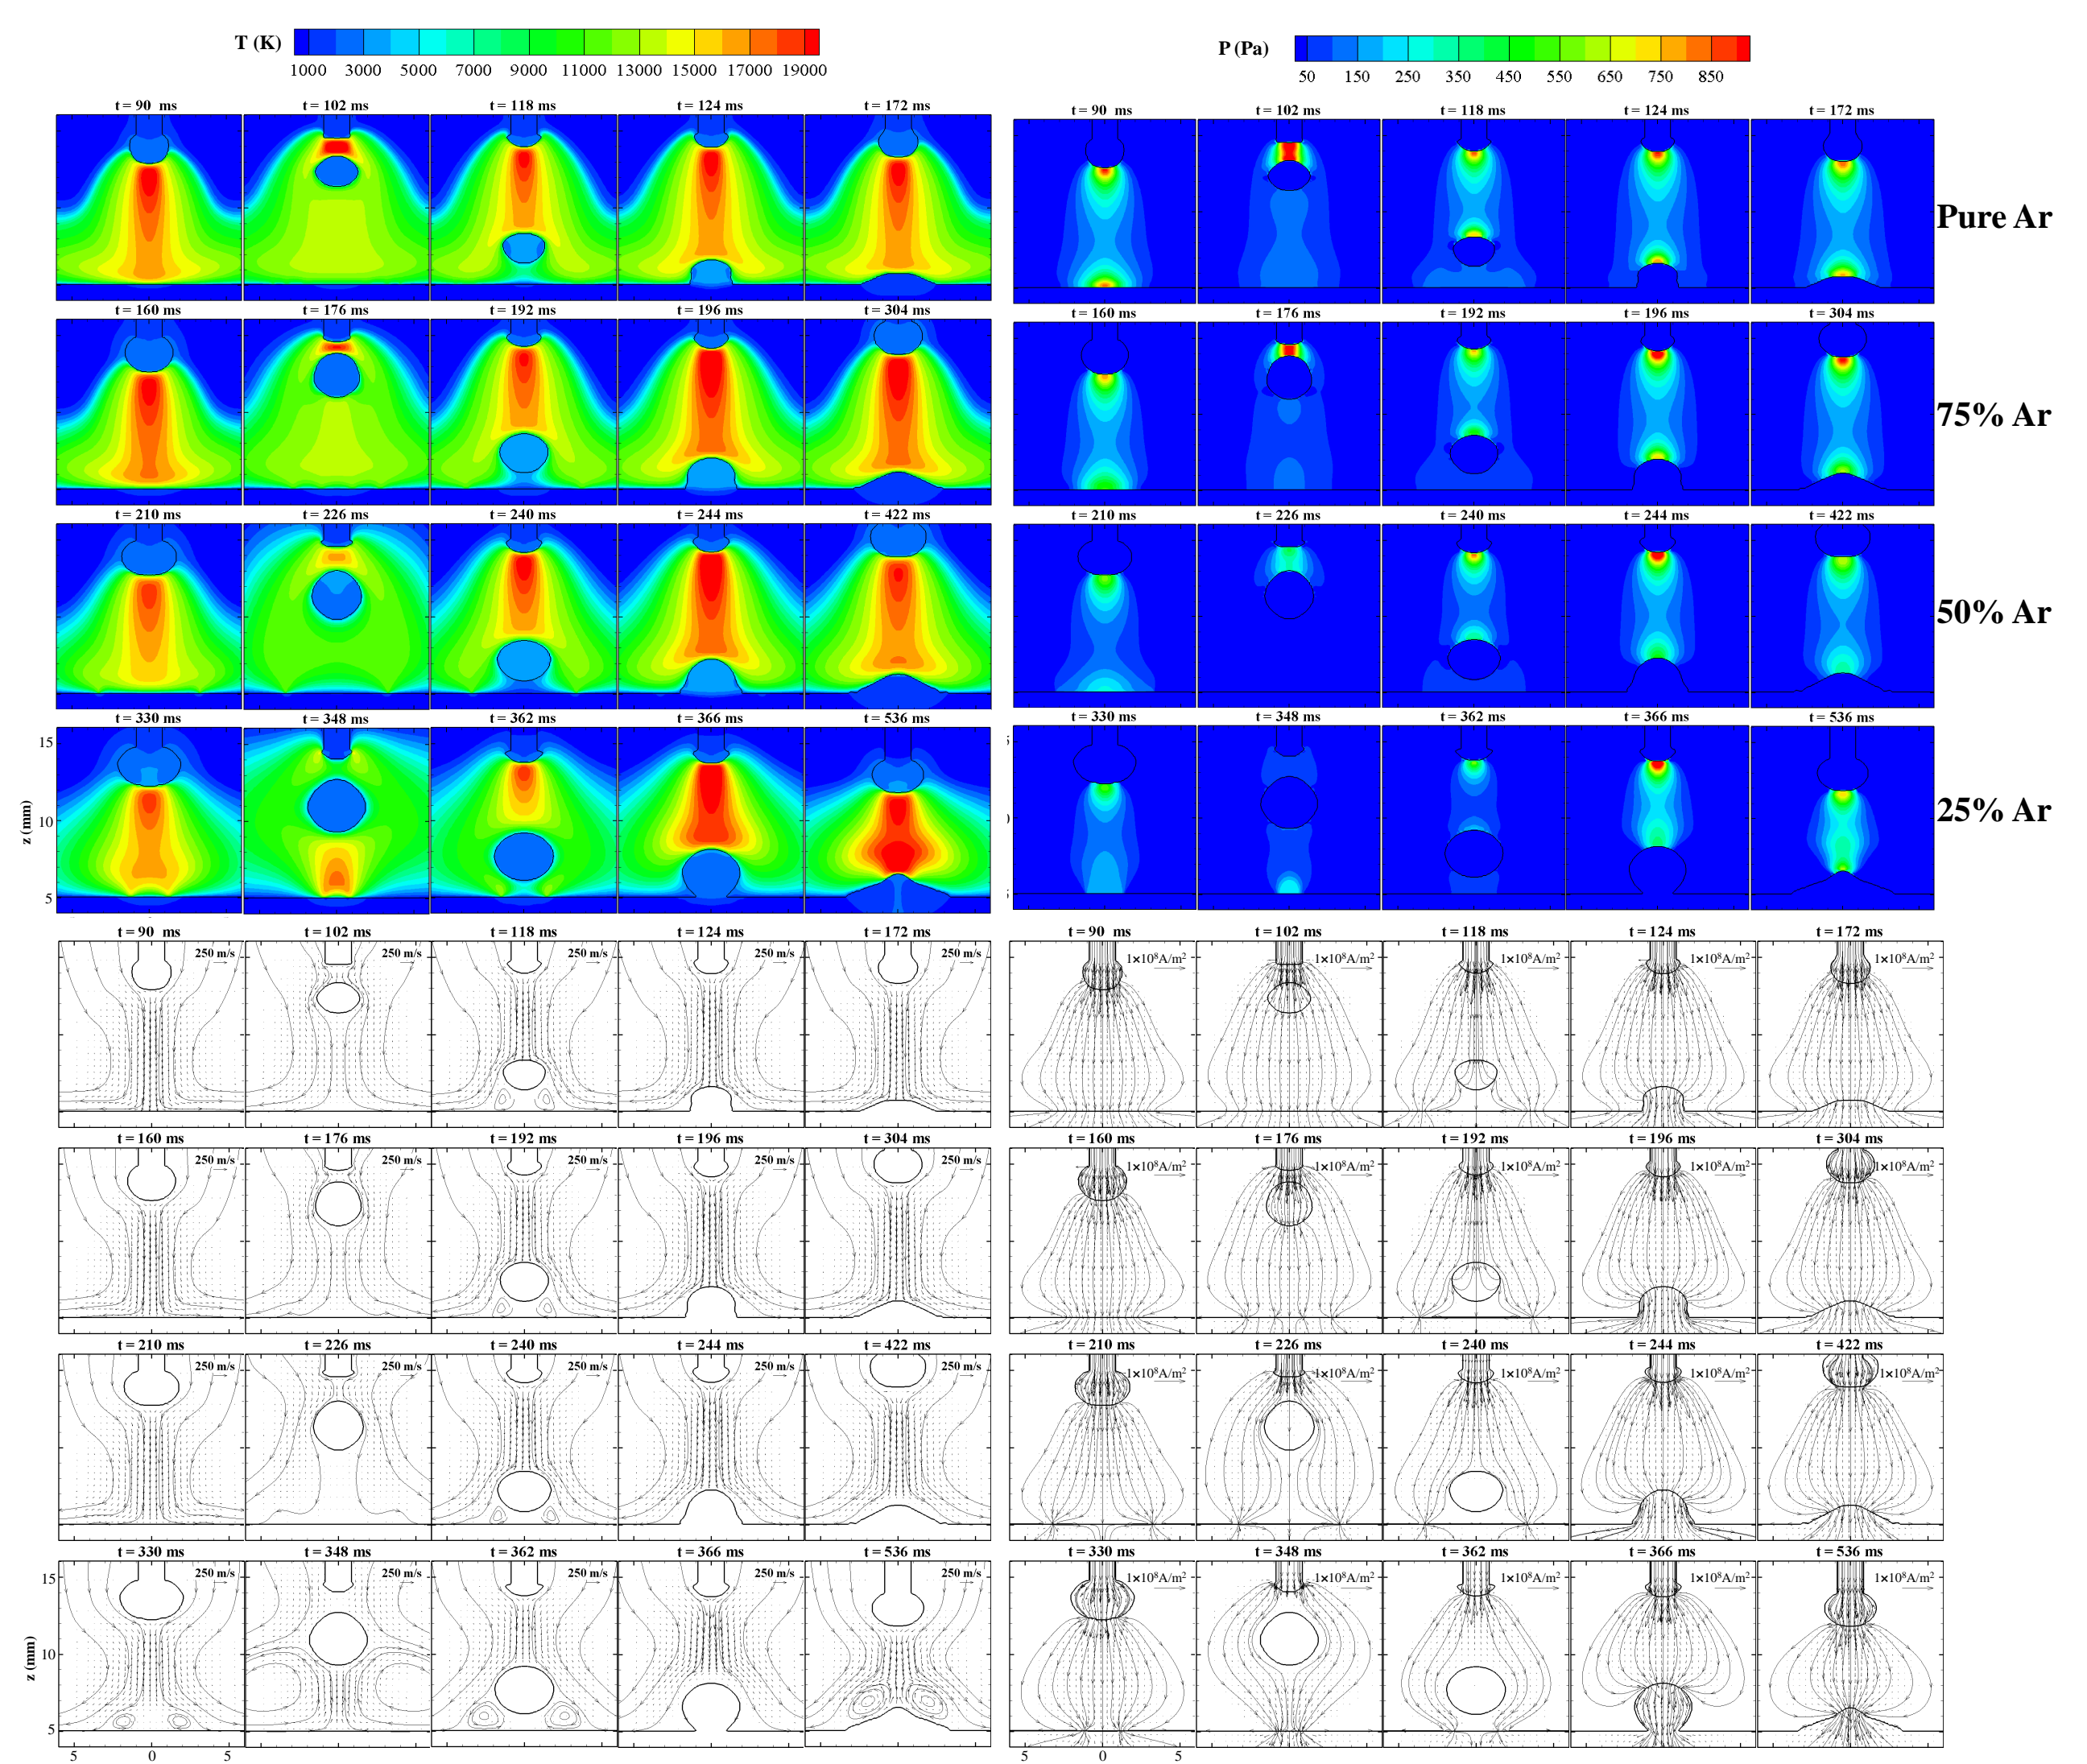 T (K)
1000 3000 5000 7000 9000 11000 13000 15000 17000 19000
P (Pa)
50 150 250 350 450 550 650 750 850
t = 90 ms t = 102 ms t = 118 ms t = 124 ms t = 172 ms
t = 90 ms t = 102 ms t = 118 ms t = 124 ms t = 172 ms
Pure Ar
t = 160 ms t = 176 ms t = 192 ms t = 196 ms t = 304 ms
t = 160 ms t = 176 ms t = 192 ms t = 196 ms t = 304 ms
75% Ar
t = 210 ms t = 226 ms t = 240 ms t = 244 ms t = 422 ms
t = 210 ms t = 226 ms t = 240 ms t = 244 ms t = 422 ms
50% Ar
t = 330 ms t = 348 ms t = 362 ms t = 366 ms t = 536 ms
t = 330 ms t = 348 ms t = 362 ms t = 366 ms t = 536 ms
15
10
5
z (mm)
25% Ar
t = 90 ms t = 102 ms t = 118 ms t = 124 ms t = 172 ms
250 m/s 250 m/s 250 m/s 250 m/s 250 m/s
t = 90 ms t = 102 ms t = 118 ms t = 124 ms t = 172 ms
1×10⁸A/m² 1×10⁸A/m² 1×10⁸A/m² 1×10⁸A/m² 1×10⁸A/m²
t = 160 ms t = 176 ms t = 192 ms t = 196 ms t = 304 ms
250 m/s 250 m/s 250 m/s 250 m/s 250 m/s
t = 160 ms t = 176 ms t = 192 ms t = 196 ms t = 304 ms
1×10⁸A/m² 1×10⁸A/m² 1×10⁸A/m² 1×10⁸A/m² 1×10⁸A/m²
t = 210 ms t = 226 ms t = 240 ms t = 244 ms t = 422 ms
250 m/s 250 m/s 250 m/s 250 m/s 250 m/s
t = 210 ms t = 226 ms t = 240 ms t = 244 ms t = 422 ms
1×10⁸A/m² 1×10⁸A/m² 1×10⁸A/m² 1×10⁸A/m² 1×10⁸A/m²
t = 330 ms t = 348 ms t = 362 ms t = 366 ms t = 536 ms
250 m/s 250 m/s 250 m/s 250 m/s 250 m/s
t = 330 ms t = 348 ms t = 362 ms t = 366 ms t = 536 ms
1×10⁸A/m² 1×10⁸A/m² 1×10⁸A/m² 1×10⁸A/m² 1×10⁸A/m²
15
10
5
z (mm)
5 0 5
5 0 5